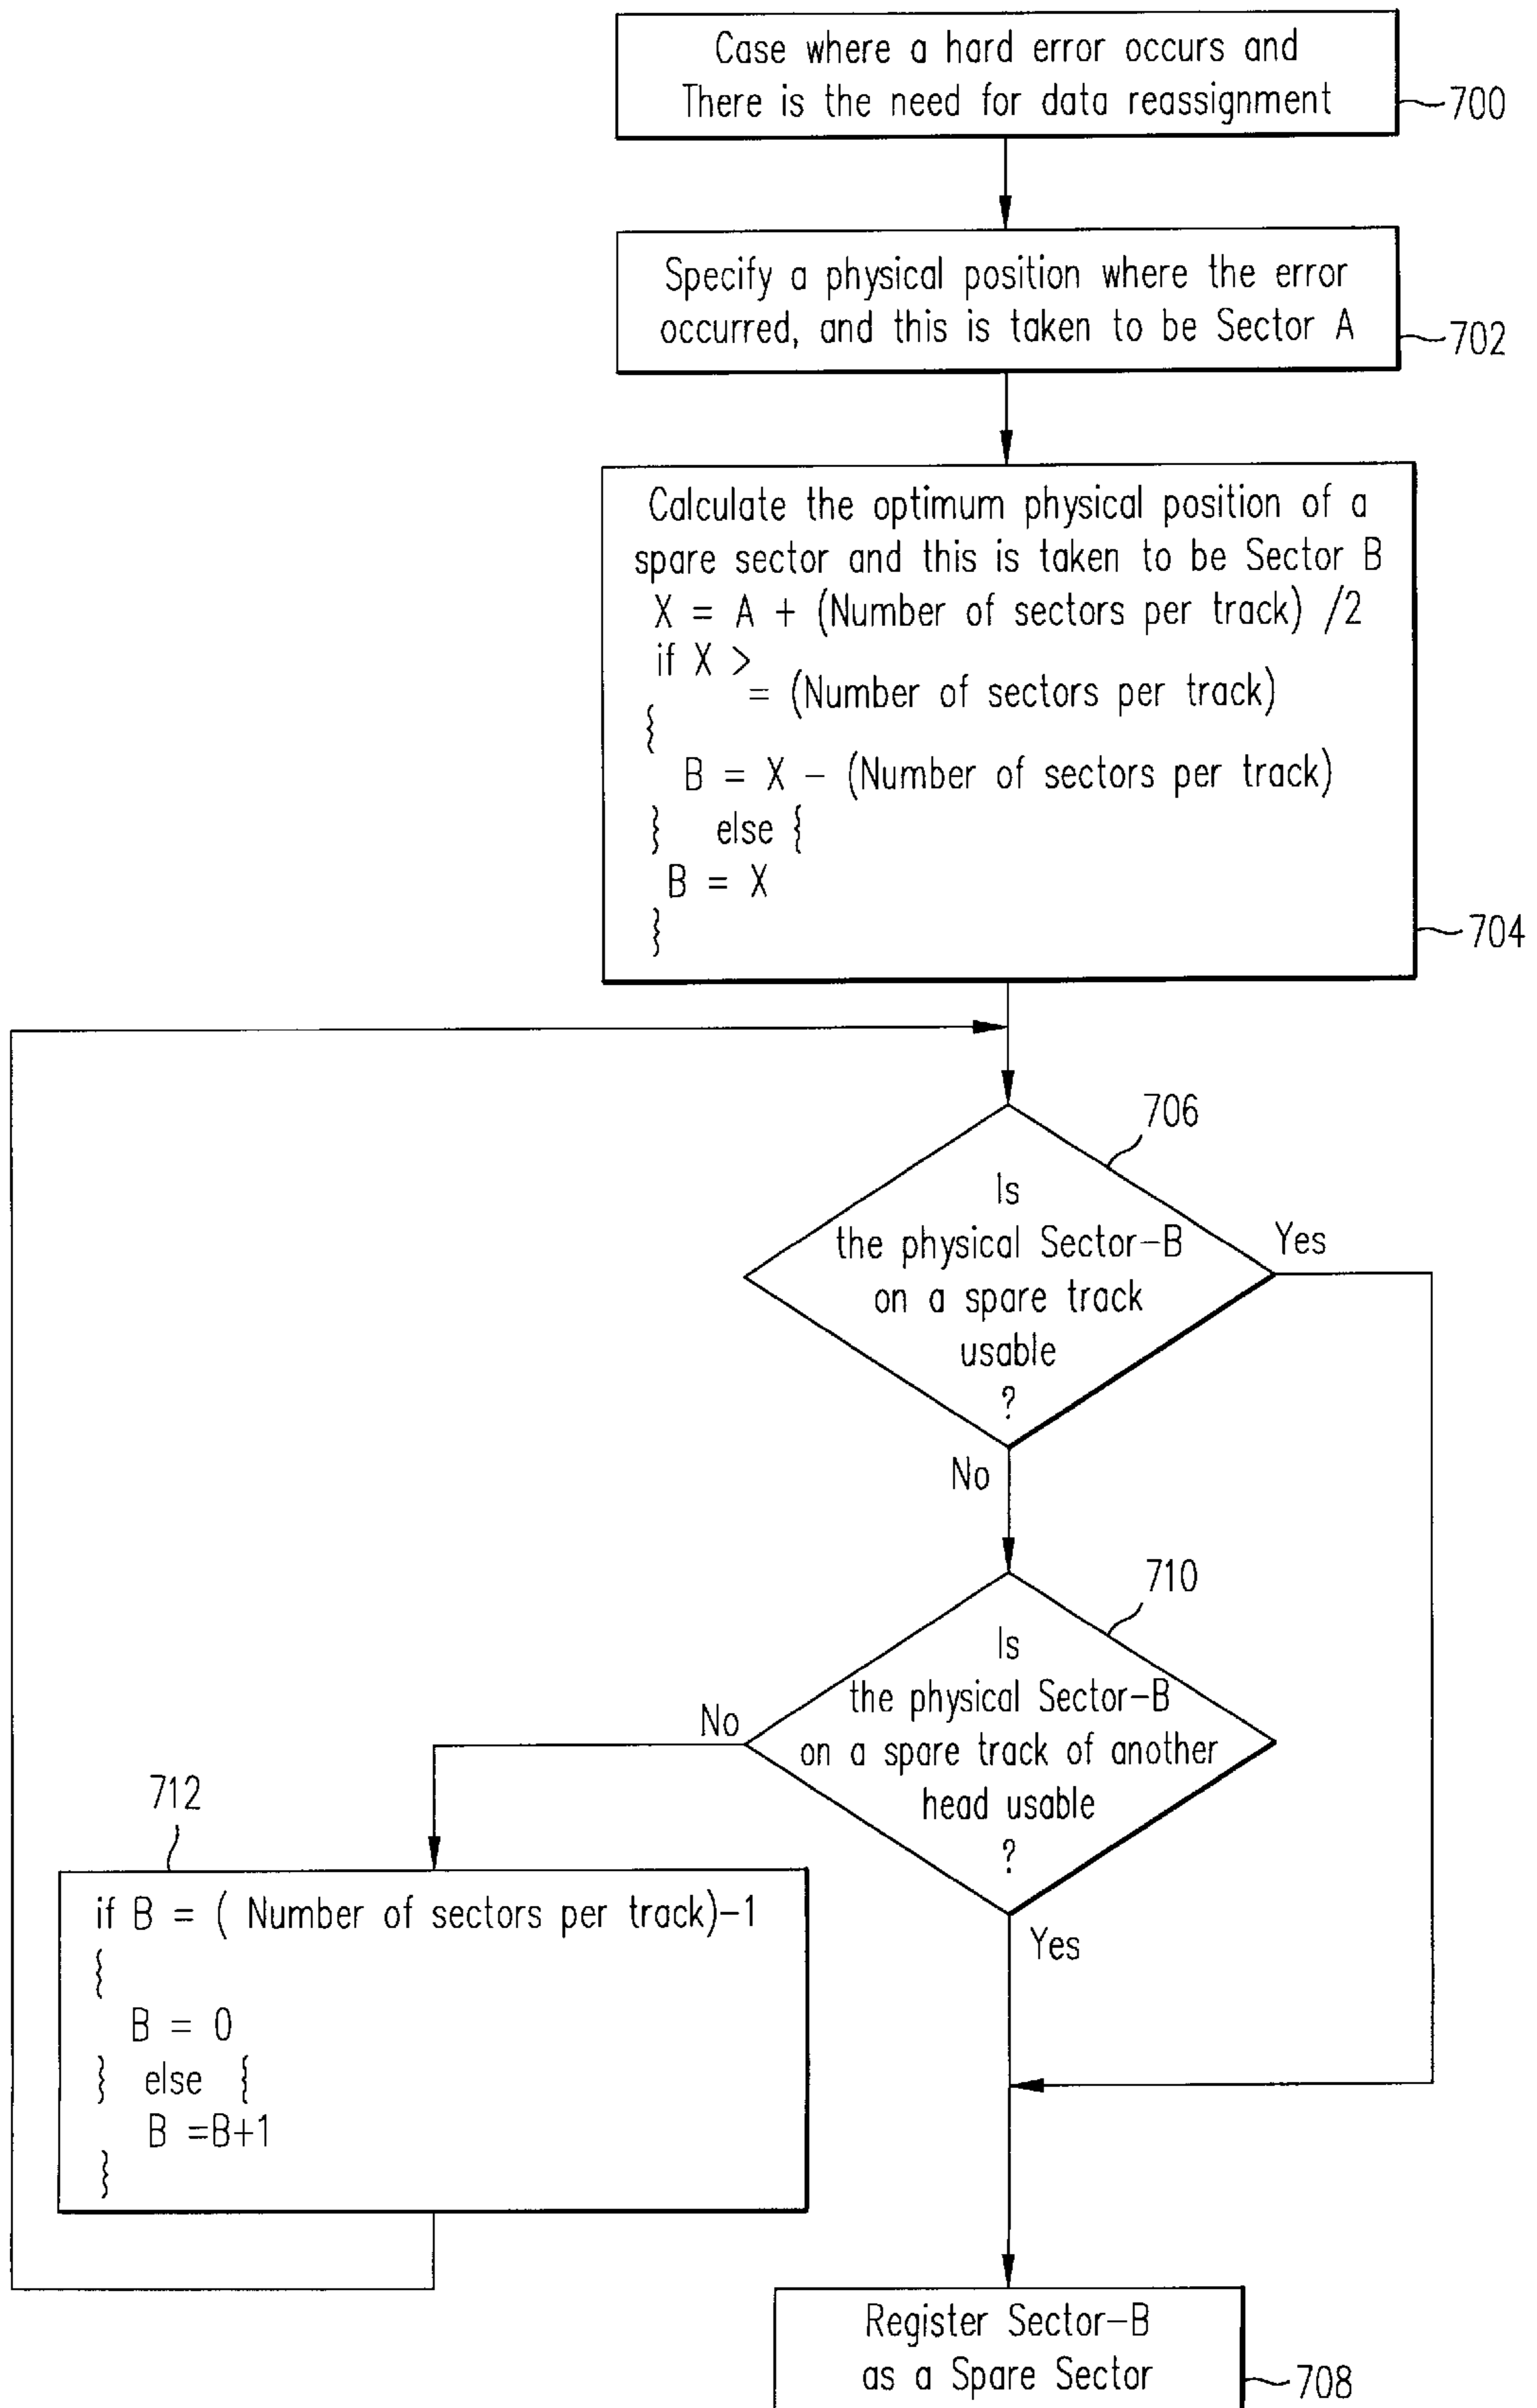 Case where a hard error occurs and
There is the need for data reassignment
700
Specify a physical position where the error
occurred, and this is taken to be Sector A
702
Calculate the optimum physical position of a
spare sector and this is taken to be Sector B
X = A + (Number of sectors per track) /2
if X >
= (Number of sectors per track)
{
B = X - (Number of sectors per track)
} else {
B = X
}
704
706
Is
the physical Sector-B
on a spare track
usable
?
Yes
No
710
Is
the physical Sector-B
on a spare track of another
head usable
?
No
Yes
712
if B = ( Number of sectors per track)-1
{
B = 0
} else {
B =B+1
}
Register Sector-B
as a Spare Sector
708